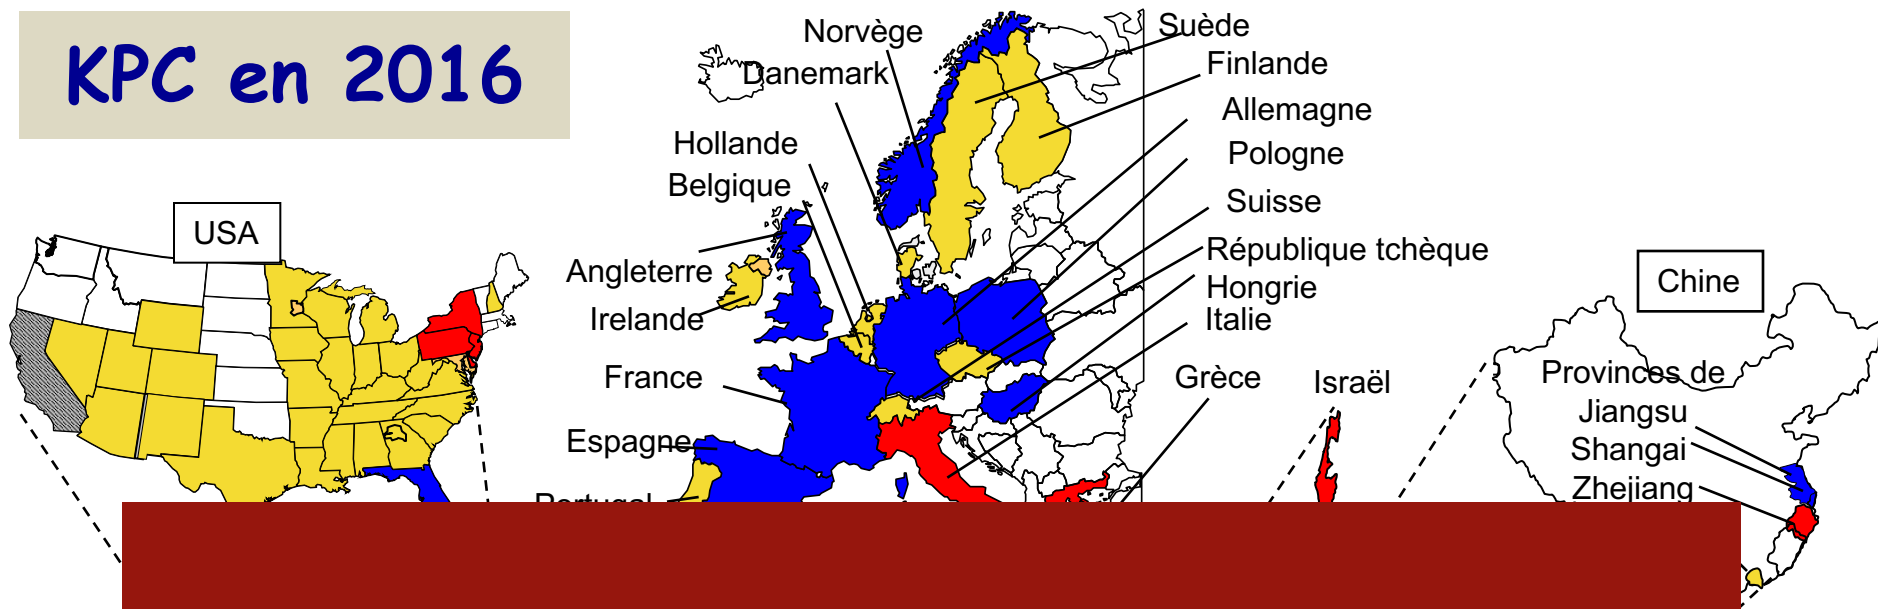 KPC en 2016
USA
Norvège
Danemark
Hollande
Belgique
Angleterre
Irelande
France
Espagne
Portugal
Suède
Finlande
Allemagne
Pologne
Suisse
République tchèque
Hongrie
Italie
Grèce
Israël
Chine
Provinces de
Jiangsu
Shangai
Zhejiang